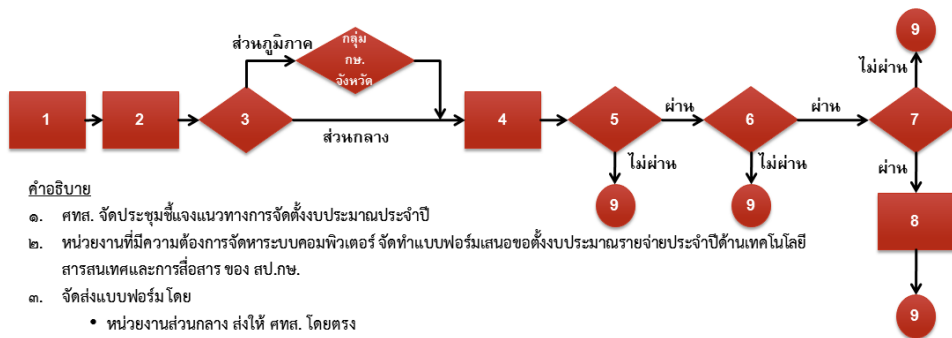 9
ส่วนภูมิภาค
กลุ่ม
กษ.
จังหวัด
ไม่ผ่าน
1
2
3
ส่วนกลาง
4
5
ผ่าน
6
ผ่าน
7
ไม่ผ่าน
ไม่ผ่าน
ผ่าน
9
9
8
9
คำอธิบาย
๑. ศทส. จัดประชุมชี้แจงแนวทางการจัดตั้งงบประมาณประจำปี
๒. หน่วยงานที่มีความต้องการจัดหาระบบคอมพิวเตอร์ จัดทำแบบฟอร์มเสนอขอตั้งงบประมาณรายจ่ายประจำปีด้านเทคโนโลยี
สารสนเทศและการสื่อสาร ของ สป.กษ.
๓. จัดส่งแบบฟอร์ม โดย
• หน่วยงานส่วนกลาง ส่งให้ ศทส. โดยตรง